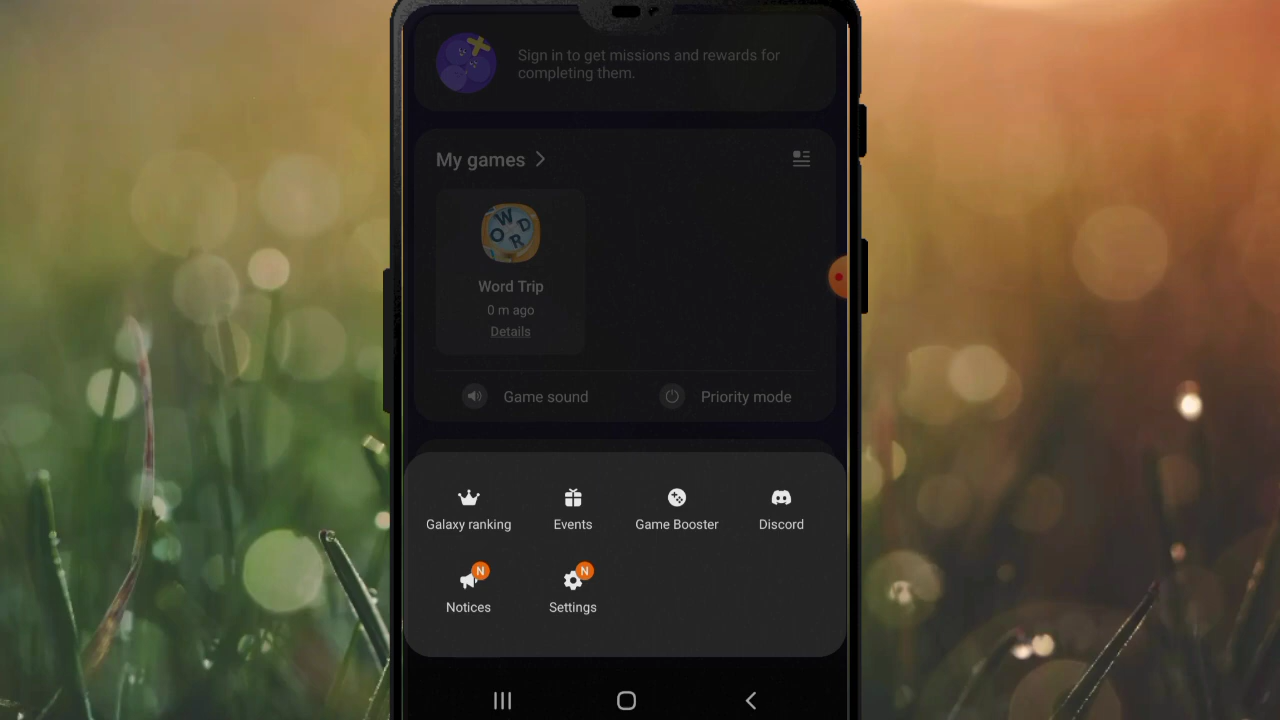 Sign in to get missions and rewards for
completing them.
My games
W
O R D
Word Trip
0 m ago
Details
Game sound
Priority mode
Galaxy ranking
Events
Game Booster
Discord
N
Notices
N
Settings